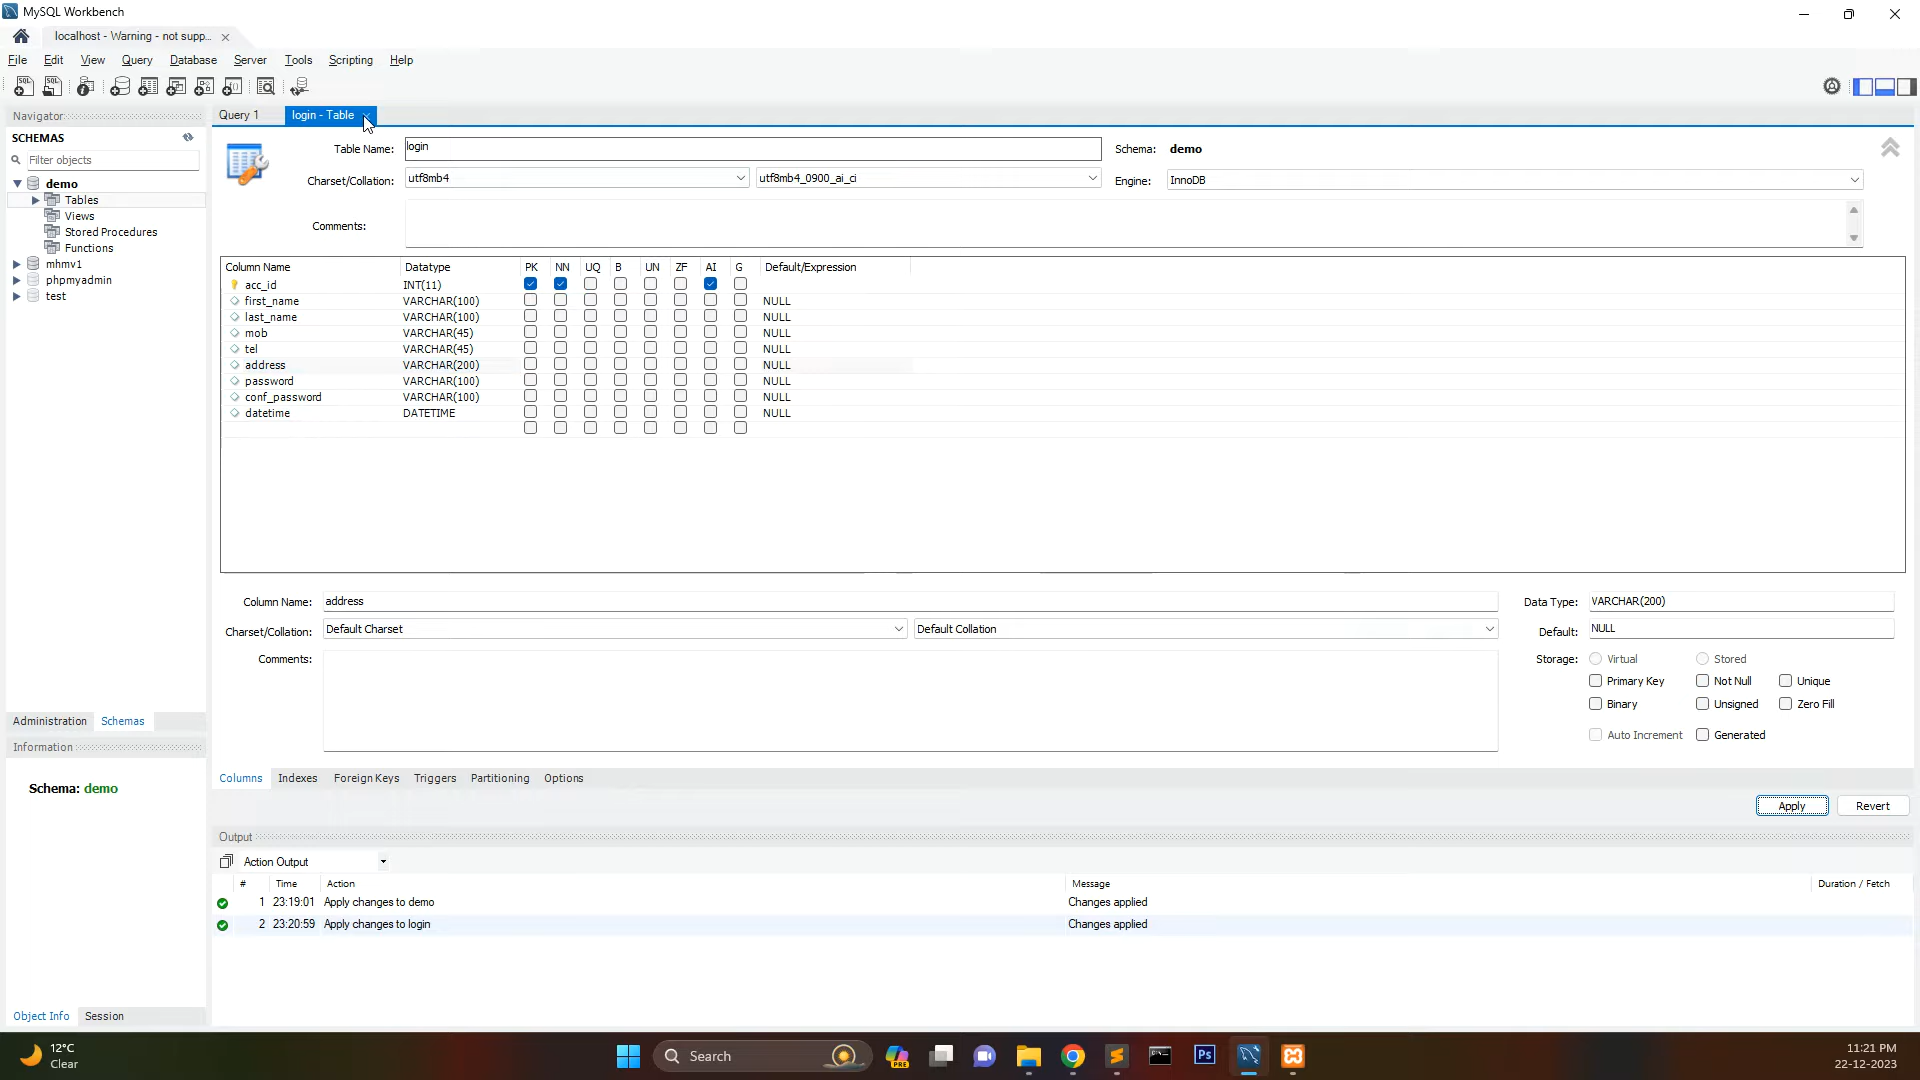 MySQL Workbench
localhost - Warning - not supp... ×
File Edit View Query Database Server Tools Scripting Help
Navigator
Query 1 login - Table
SCHEMAS
Filter objects
demo
Tables
Views
Stored Procedures
Functions
mhmv1
phpmyadmin
test
Table Name: login Schema: demo
Charset/Collation: utf8mb4 utf8mb4_0900_ai_ci Engine: InnoDB
Comments:
Column Name Datatype PK NN UQ B UN ZF AI G Default/Expression
acc_id INT(11)
first_name VARCHAR(100) NULL
last_name VARCHAR(100) NULL
mob VARCHAR(45) NULL
tel VARCHAR(45) NULL
address VARCHAR(200) NULL
password VARCHAR(100) NULL
conf_password VARCHAR(100) NULL
datetime DATETIME NULL
Column Name: address Data Type: VARCHAR(200)
Charset/Collation: Default Charset Default Collation Default: NULL
Comments: Storage: Virtual Stored
Primary Key Not Null Unique
Binary Unsigned Zero Fill
Auto Increment Generated
Administration Schemas
Information
Schema: demo
Columns Indexes Foreign Keys Triggers Partitioning Options
Apply Revert
Output
Action Output
# Time Action Message Duration / Fetch
1 23:19:01 Apply changes to demo Changes applied
2 23:20:59 Apply changes to login Changes applied
Object Info Session
12°C
Clear
Search
PRE
Ps
11:21 PM
22-12-2023